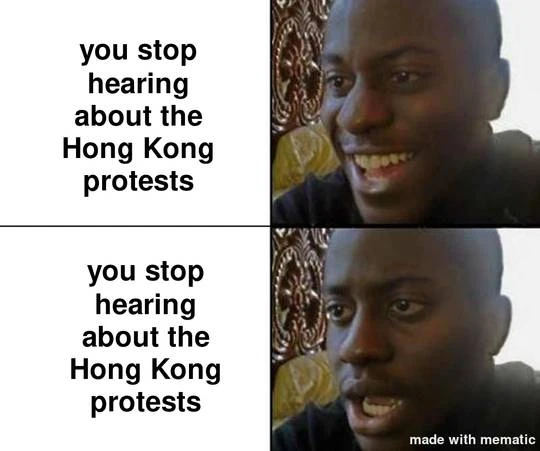 you stop
hearing
about the
Hong Kong
protests
you stop
hearing
about the
Hong Kong
protests
made with mematic